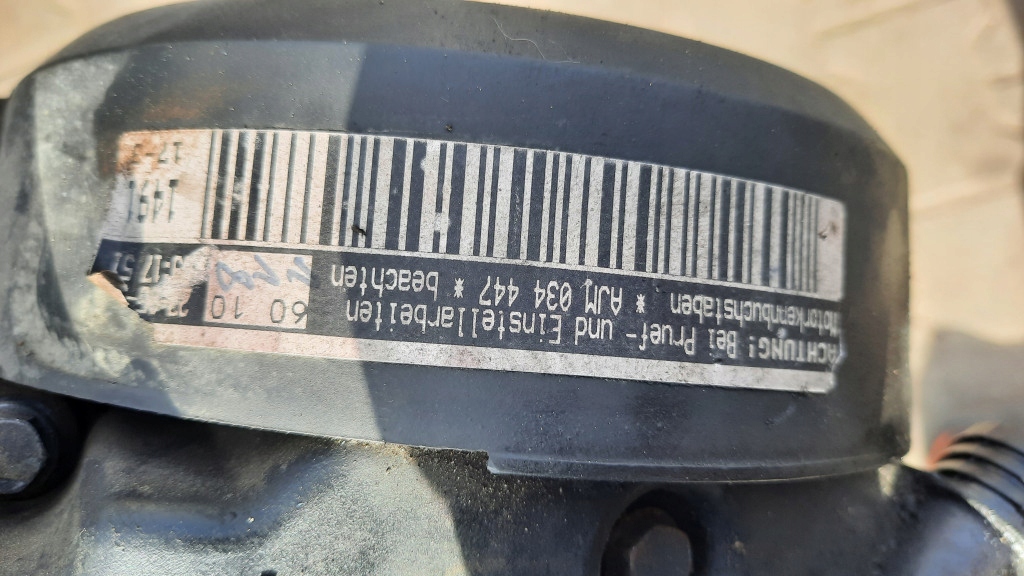 ACHTUNG! Bei Pruef- und Einstellarbeiten
Motorkennbuchstaben * AJM 034 447 * beachten
60 10